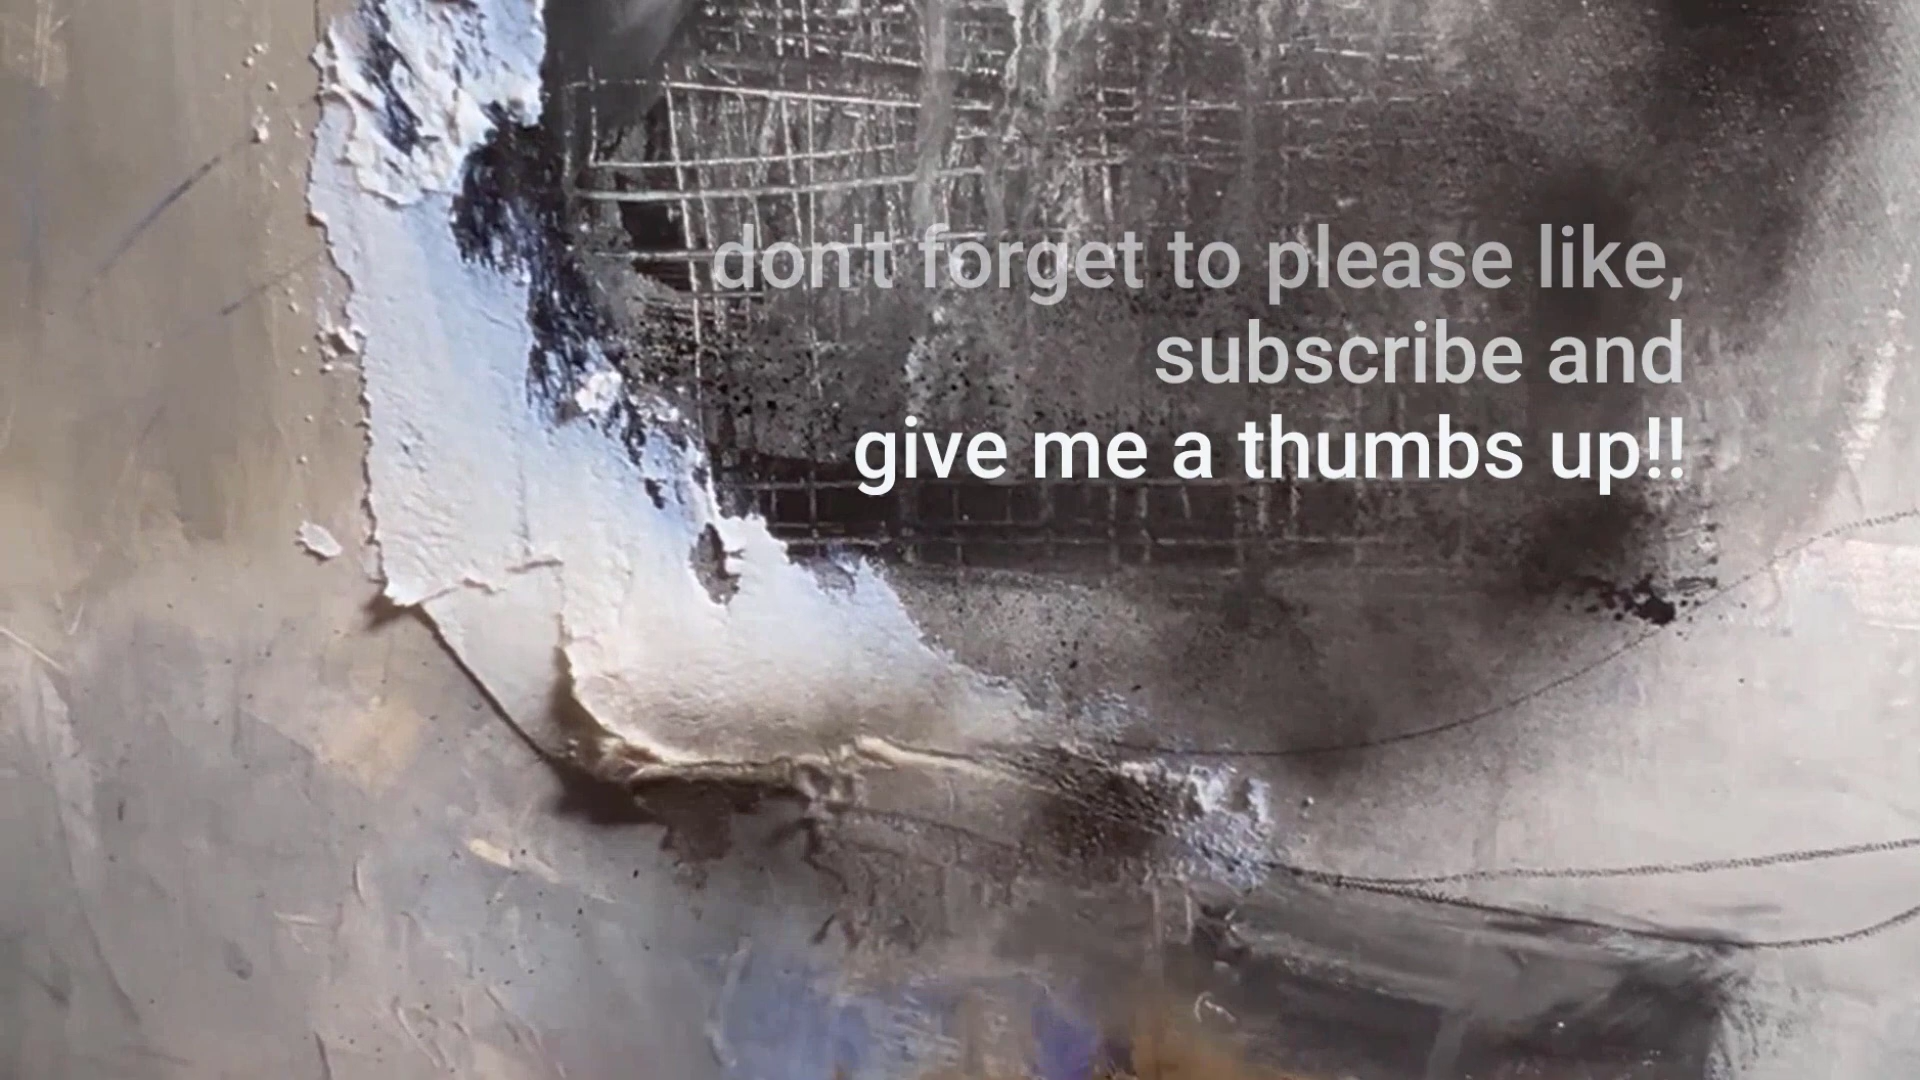 don't forget to please like,
subscribe and
give me a thumbs up!!